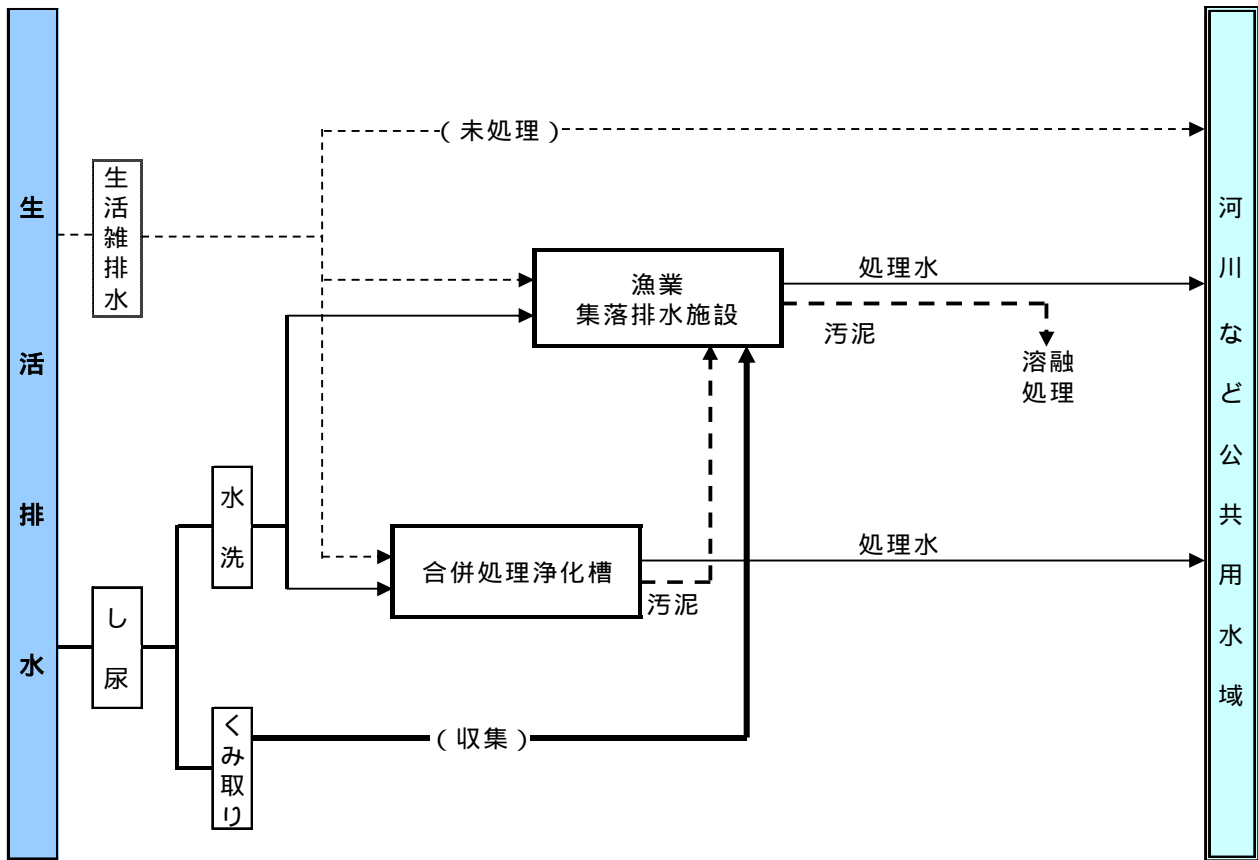 生活排水
生活雑排水
(未処理)
漁業
集落排水施設
処理水
汚泥
溶融
処理
水洗
合併処理浄化槽
処理水
汚泥
し尿
くみ取り
(収集)
河川など公共用水域